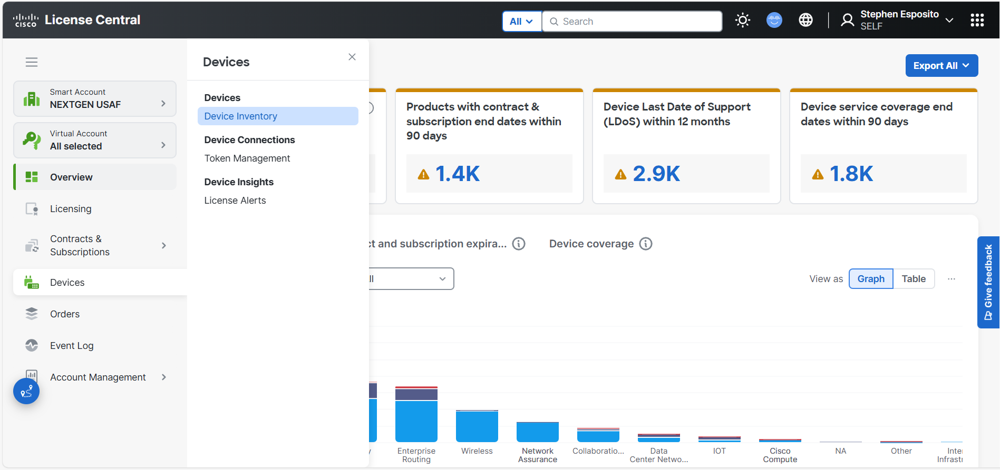 CISCO
License Central
All
Search
Stephen Esposito
SELF
Smart Account
NEXTGEN USAF
Virtual Account
All selected
Overview
Licensing
Contracts &
Subscriptions
Devices
Orders
Event Log
Account Management
Devices
Devices
Device Inventory
Device Connections
Token Management
Device Insights
License Alerts
Export All
Products with contract &
subscription end dates within
90 days
1.4K
Device Last Date of Support
(LDoS) within 12 months
2.9K
Device service coverage end
dates within 90 days
1.8K
ct and subscription expira...
Device coverage
ll
View as
Graph
Table
...
Give feedback
y
Enterprise
Routing
Wireless
Network
Assurance
Collaboratio...
Data
Center Netwo...
IOT
Cisco
Compute
NA
Other
Inter
Infrastr